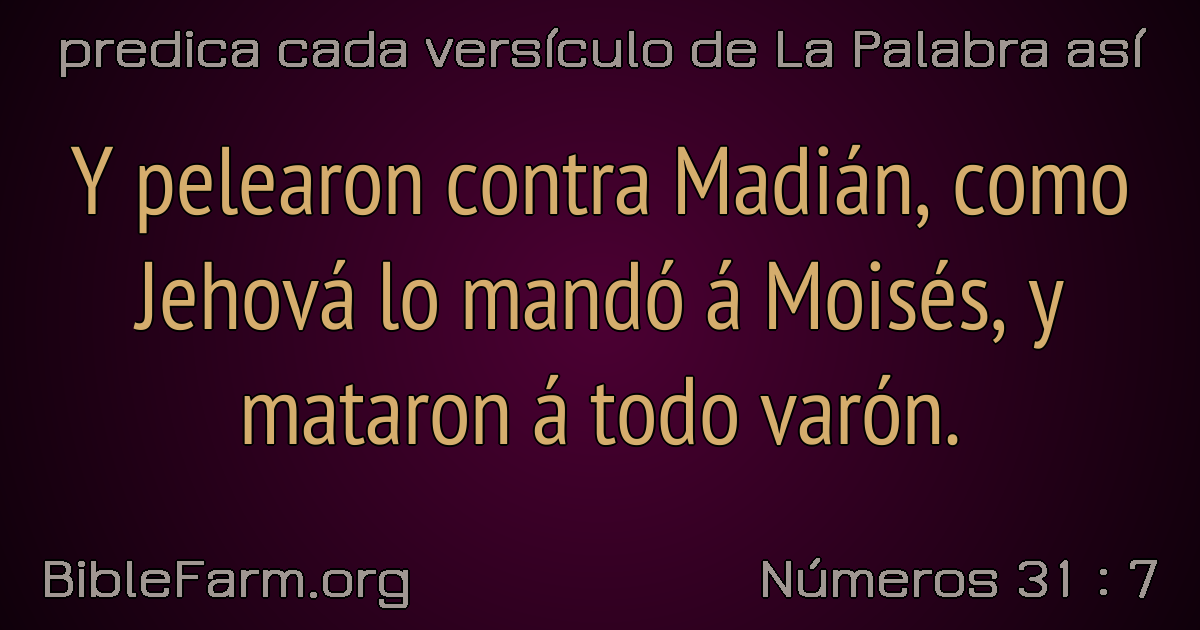 predica cada versículo de La Palabra así
Y pelearon contra Madián, como
Jehová lo mandó á Moisés, y
mataron á todo varón.
BibleFarm.org
Números 31 : 7